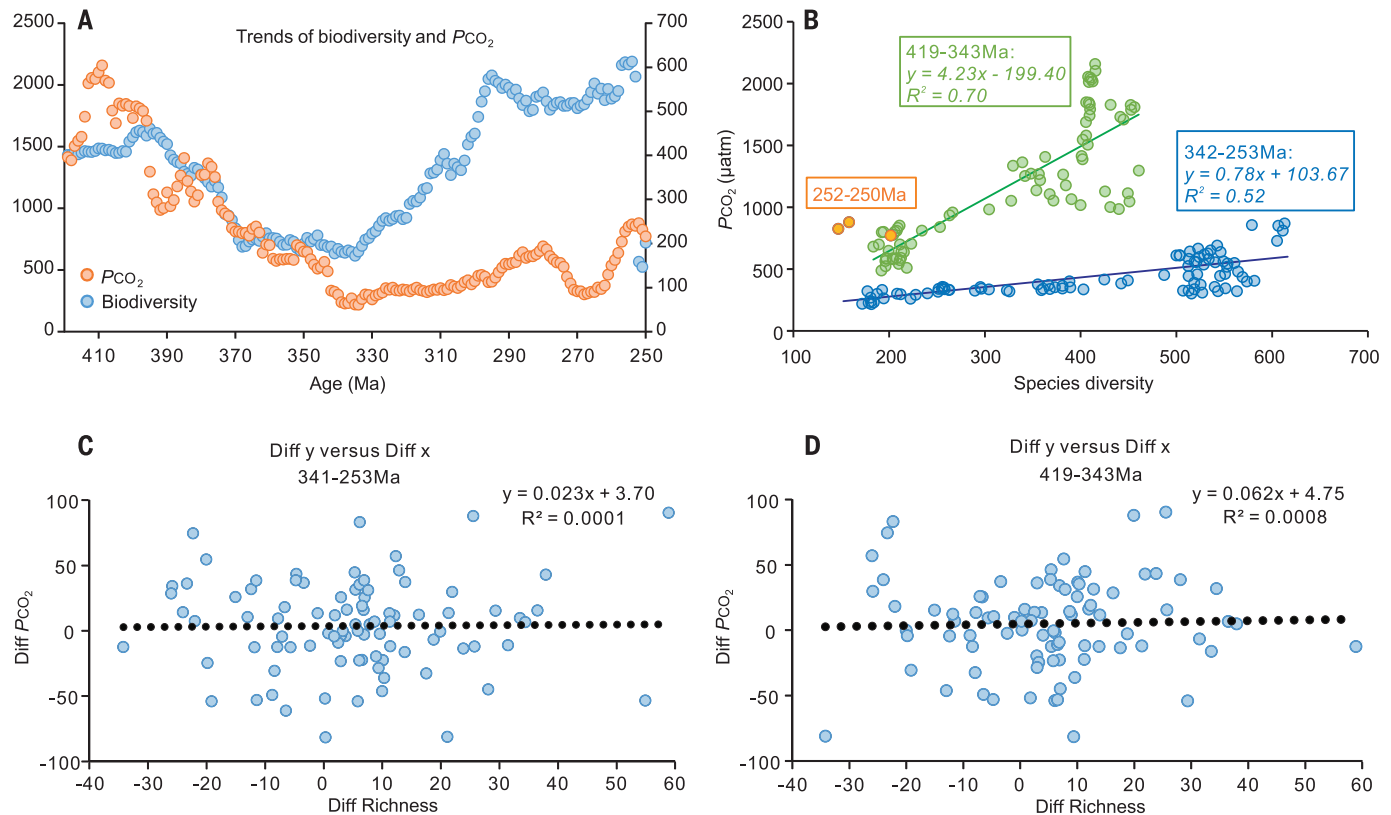 A
Trends of biodiversity and PCO₂
2500
2000
1500
1000
500
0
700
600
500
400
300
200
100
0
PCO₂
Biodiversity
410 390 370 350 330 310 290 270 250
Age (Ma)
B
PCO₂ (µatm)
2500
2000
1500
1000
500
0
419-343Ma:
y = 4.23x - 199.40
R² = 0.70
342-253Ma:
y = 0.78x + 103.67
R² = 0.52
252-250Ma
100 200 300 400 500 600 700
Species diversity
C
Diff y versus Diff x
341-253Ma
y = 0.023x + 3.70
R² = 0.0001
Diff PCO₂
100
50
0
-50
-100
-40 -30 -20 -10 0 10 20 30 40 50 60
Diff Richness
D
Diff y versus Diff x
419-343Ma
y = 0.062x + 4.75
R² = 0.0008
100
50
0
-50
-100
-40 -30 -20 -10 0 10 20 30 40 50 60
Diff Richness